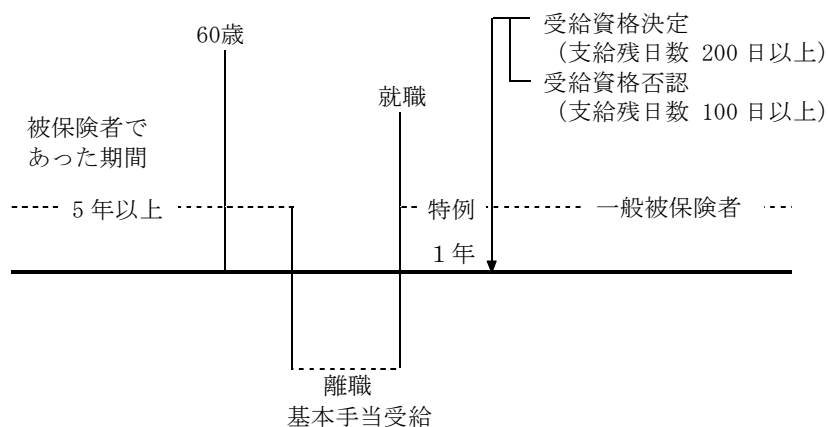 60歳
受給資格決定
（支給残日数 200 日以上）
受給資格否認
（支給残日数 100 日以上）
就職
被保険者で
あった期間
5 年以上
特例
一般被保険者
１年
離職
基本手当受給